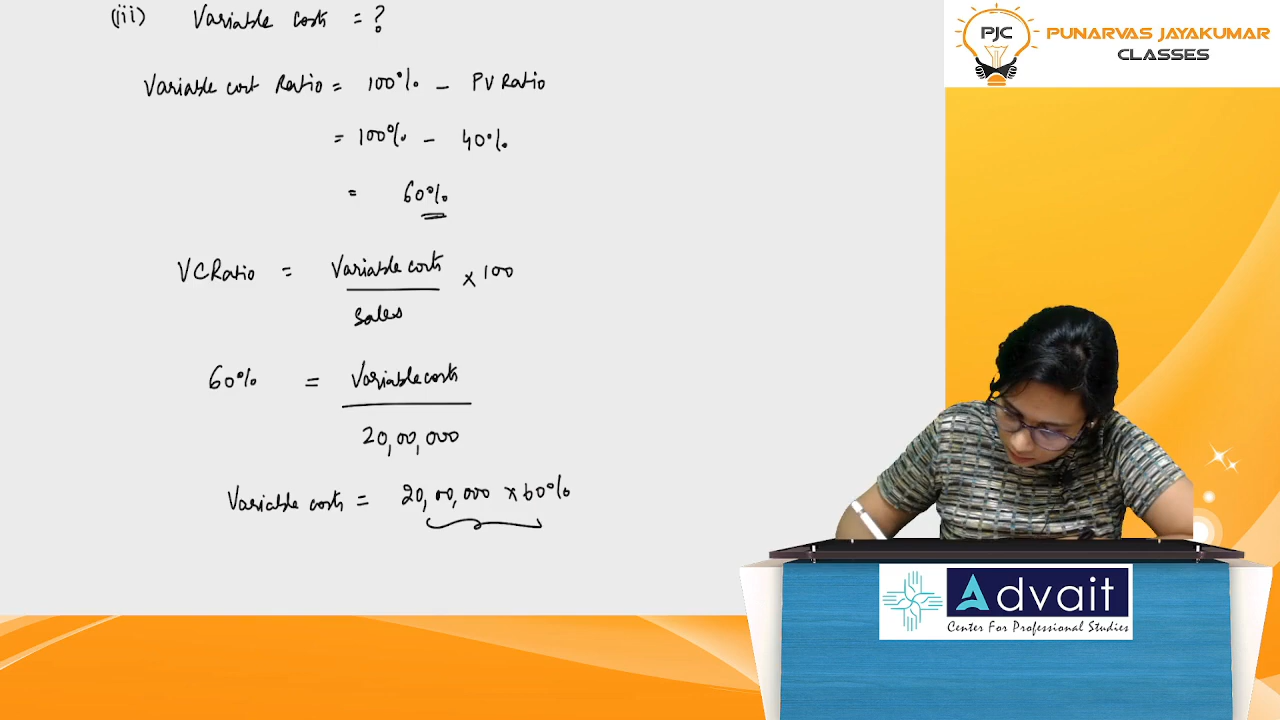 (iii) Variable costs = ?
Variable cost Ratio = 100% - PV Ratio
= 100% - 40%
= 60%
VC Ratio = Variable costs / Sales × 100
60% = Variable costs / 20,00,000
Variable costs = 20,00,000 × 60%
PJC
PUNARVAS JAYAKUMAR
CLASSES
Advait
Center For Professional Studies